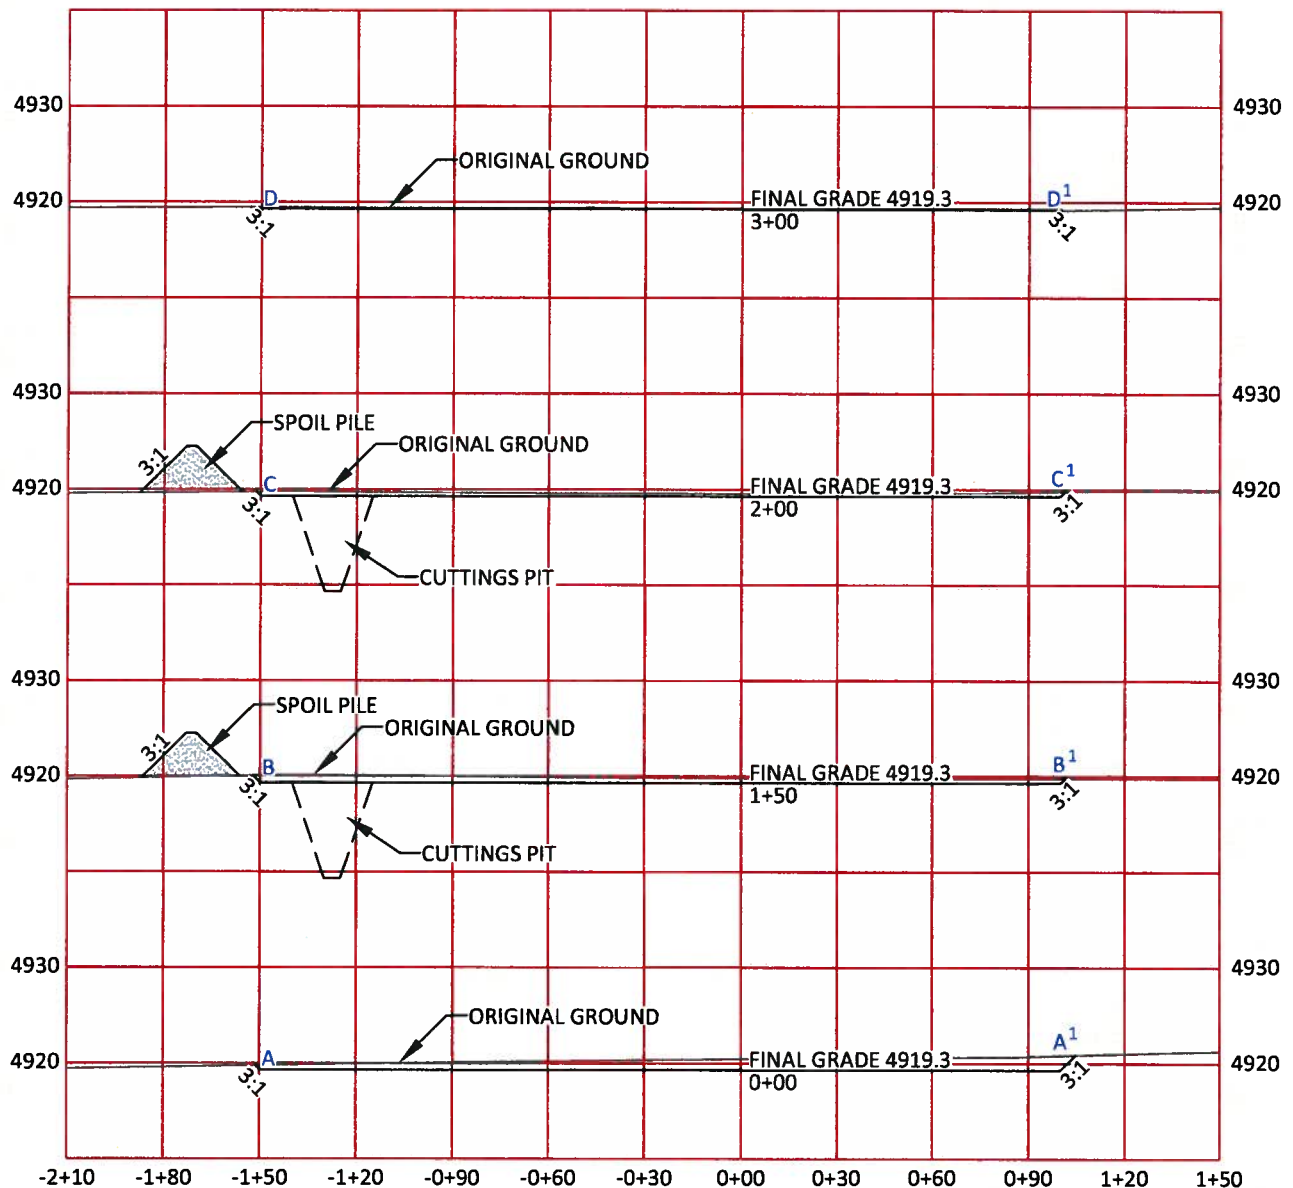 4930
4930
ORIGINAL GROUND
4920
D
FINAL GRADE 4919.3
D¹
4920
3:1
3+00
3:1
4930
4930
SPOIL PILE
ORIGINAL GROUND
3:1
4920
C
FINAL GRADE 4919.3
C¹
4920
3:1
2+00
3:1
CUTTINGS PIT
4930
4930
SPOIL PILE
ORIGINAL GROUND
3:1
4920
B
FINAL GRADE 4919.3
B¹
4920
3:1
1+50
3:1
CUTTINGS PIT
4930
4930
ORIGINAL GROUND
4920
A
FINAL GRADE 4919.3
A¹
4920
3:1
0+00
3:1
-2+10 -1+80 -1+50 -1+20 -0+90 -0+60 -0+30 0+00 0+30 0+60 0+90 1+20 1+50